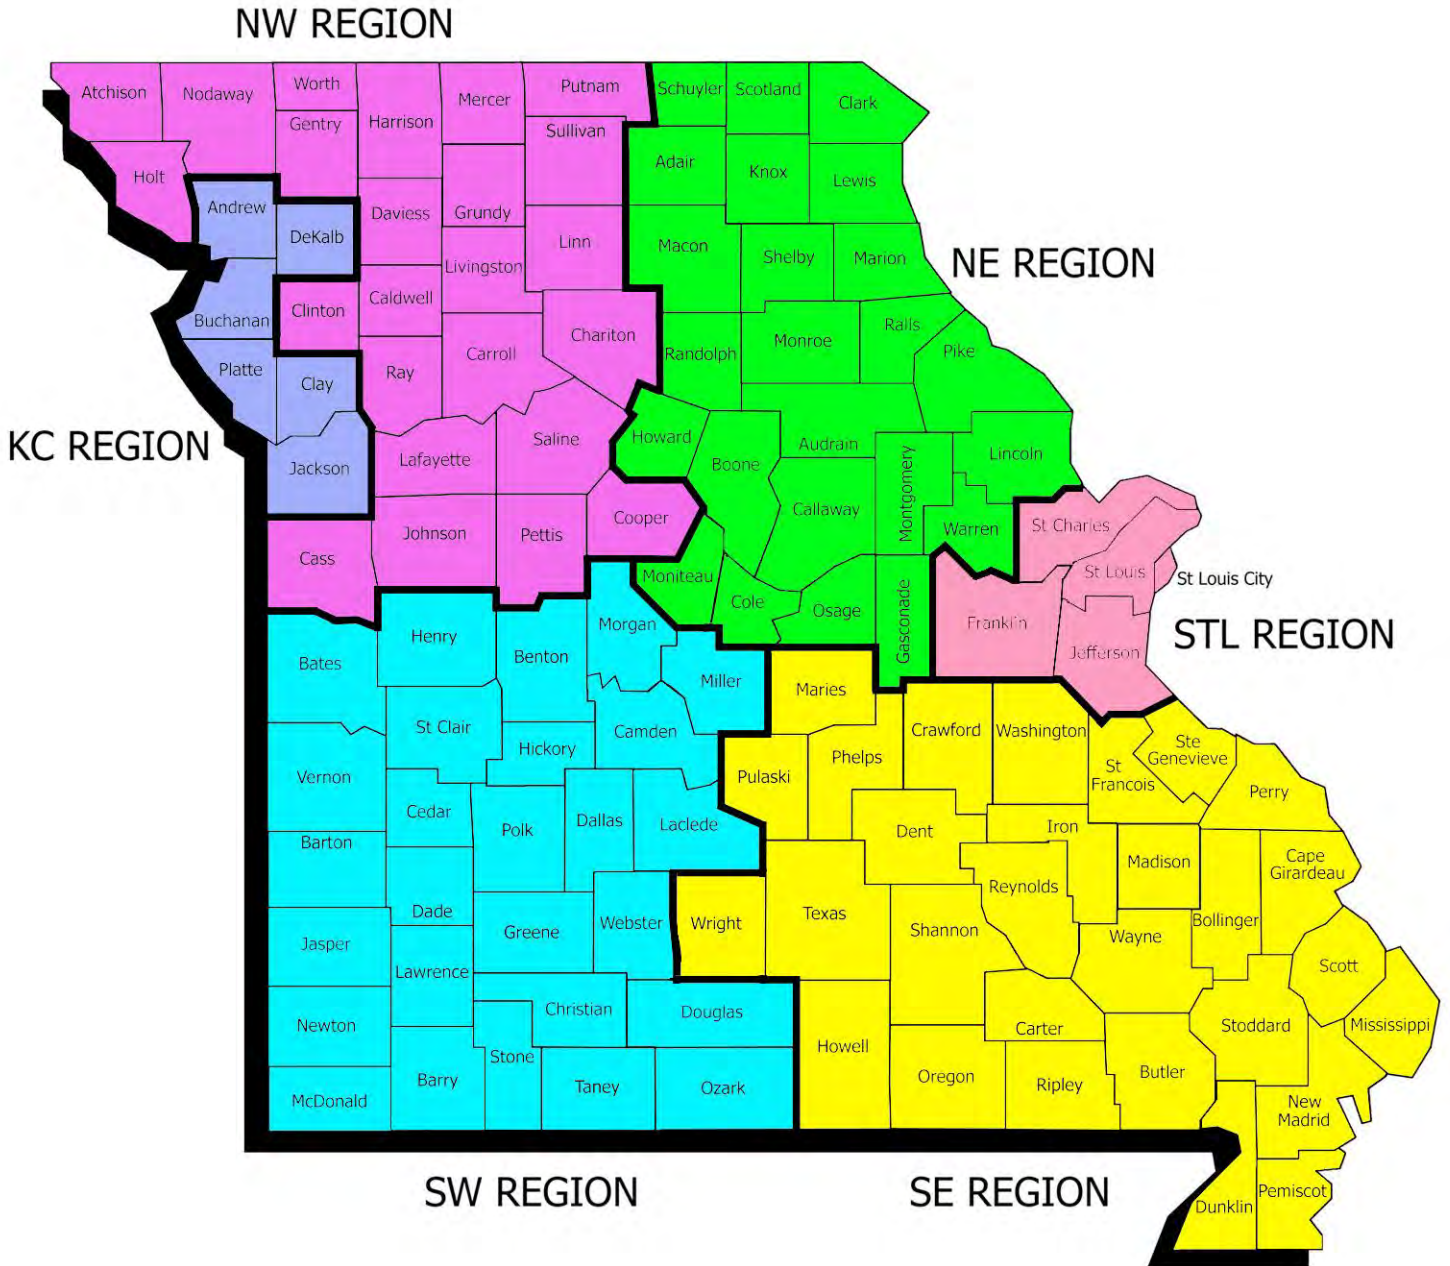 NW REGION
Atchison
Nodaway
Worth
Gentry
Harrison
Mercer
Putnam
Sullivan
Holt
Andrew
DeKalb
Daviess
Grundy
Linn
Livingston
Buchanan
Clinton
Caldwell
Chariton
Platte
Clay
Ray
Carroll
KC REGION
Jackson
Lafayette
Saline
Cass
Johnson
Pettis
Cooper
Schuyler
Scotland
Clark
Adair
Knox
Lewis
Macon
Shelby
Marion
NE REGION
Randolph
Monroe
Ralls
Pike
Howard
Boone
Audrain
Montgomery
Lincoln
Callaway
Warren
Moniteau
Cole
Osage
Gasconade
St Charles
St Louis
St Louis City
Franklin
Jefferson
STL REGION
Bates
Henry
Benton
Morgan
Miller
St Clair
Hickory
Camden
Vernon
Cedar
Polk
Dallas
Laclede
Barton
Dade
Greene
Webster
Jasper
Lawrence
Christian
Douglas
Newton
Stone
McDonald
Barry
Taney
Ozark
SW REGION
Maries
Pulaski
Phelps
Crawford
Washington
St
Francois
Ste
Genevieve
Perry
Dent
Iron
Madison
Cape
Girardeau
Wright
Texas
Shannon
Reynolds
Wayne
Bollinger
Scott
Howell
Oregon
Carter
Ripley
Butler
Stoddard
Mississippi
New
Madrid
Dunklin
Pemiscot
SE REGION